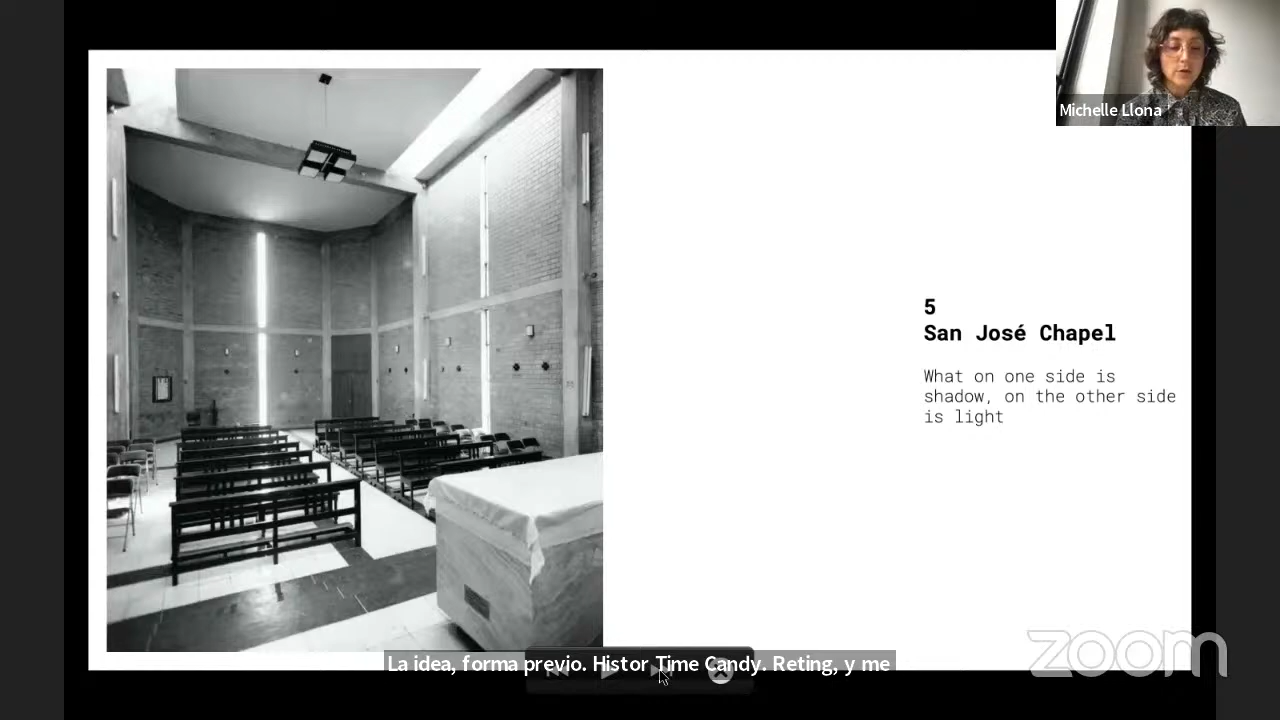 Michelle Llona
5
San José Chapel
What on one side is
shadow, on the other side
is light
La idea, forma previo. Histor Time Candy. Reting, y me
zoom